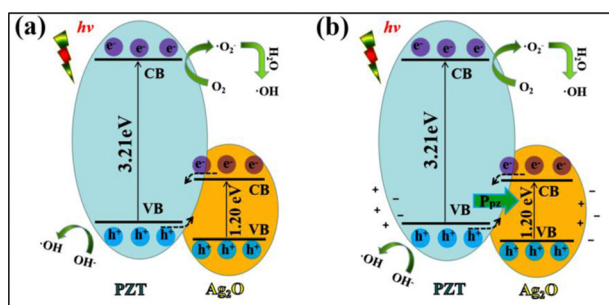 (a)
hν
e⁻ e⁻ e⁻
CB
·O₂⁻
O₂
H₂O
·OH
3.21eV
e⁻ e⁻ e⁻
CB
1.20 eV
VB
h⁺ h⁺ h⁺
VB
h⁺ h⁺ h⁺
·OH
OH⁻
PZT
Ag₂O
(b)
hν
e⁻ e⁻ e⁻
CB
·O₂⁻
O₂
H₂O
·OH
3.21eV
e⁻ e⁻ e⁻
CB
Ppz
1.20 eV
VB
h⁺ h⁺ h⁺
VB
h⁺ h⁺ h⁺
+ - + - + -
+ - + - + -
·OH
OH⁻
PZT
Ag₂O